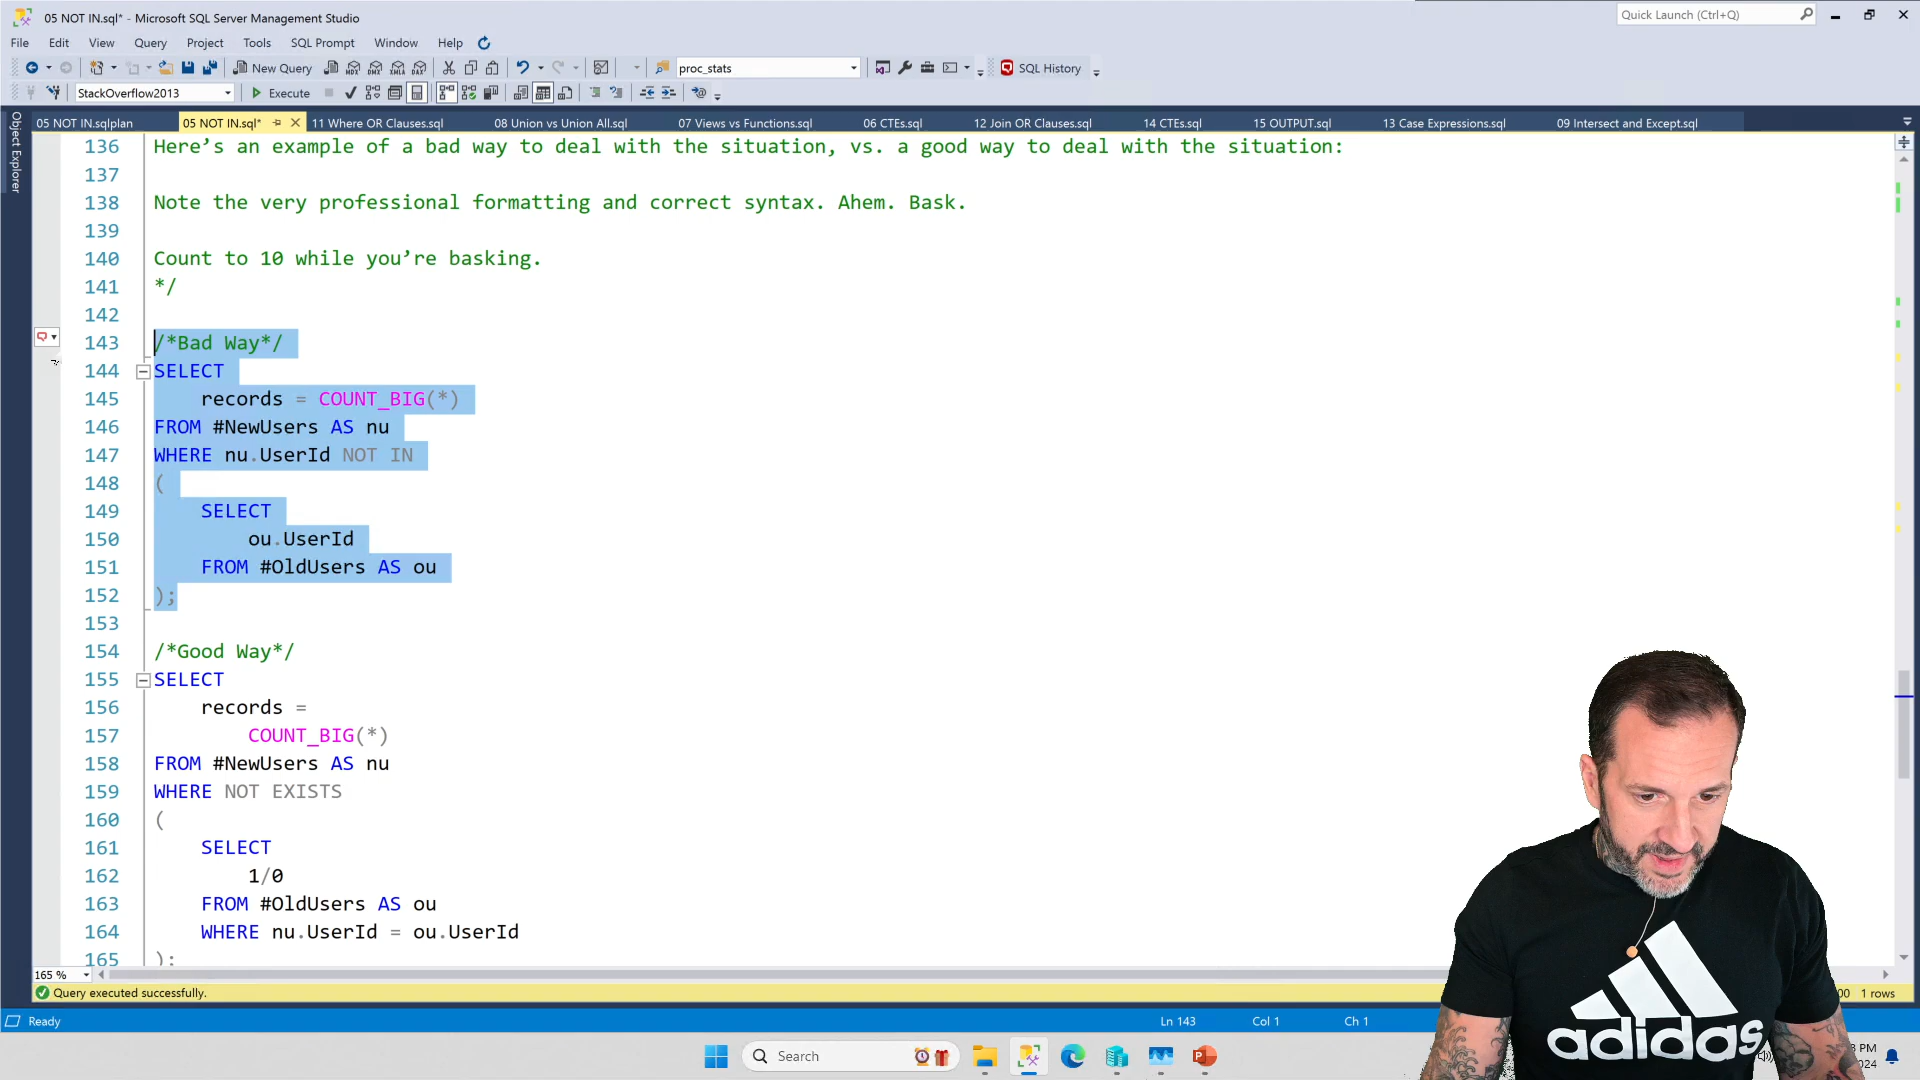 05 NOT IN.sql* - Microsoft SQL Server Management Studio
Quick Launch (Ctrl+Q)
File Edit View Query Project Tools SQL Prompt Window Help
New Query MDX DMX XMLA DAX proc_stats SQL History
StackOverflow2013 Execute
Object Explorer
05 NOT IN.sqlplan 05 NOT IN.sql* 11 Where OR Clauses.sql 08 Union vs Union All.sql 07 Views vs Functions.sql 06 CTEs.sql 12 Join OR Clauses.sql 14 CTEs.sql 15 OUTPUT.sql 13 Case Expressions.sql 09 Intersect and Except.sql
136 Here’s an example of a bad way to deal with the situation, vs. a good way to deal with the situation:
137
138 Note the very professional formatting and correct syntax. Ahem. Bask.
139
140 Count to 10 while you’re basking.
141 */
142
143 /*Bad Way*/
144 SELECT
145 records = COUNT_BIG(*)
146 FROM #NewUsers AS nu
147 WHERE nu.UserId NOT IN
148 (
149 SELECT
150 ou.UserId
151 FROM #OldUsers AS ou
152 );
153
154 /*Good Way*/
155 SELECT
156 records =
157 COUNT_BIG(*)
158 FROM #NewUsers AS nu
159 WHERE NOT EXISTS
160 (
161 SELECT
162 1/0
163 FROM #OldUsers AS ou
164 WHERE nu.UserId = ou.UserId
165 );
165 %
Query executed successfully.
00 1 rows
Ready Ln 143 Col 1 Ch 1
adidas
Search
PM